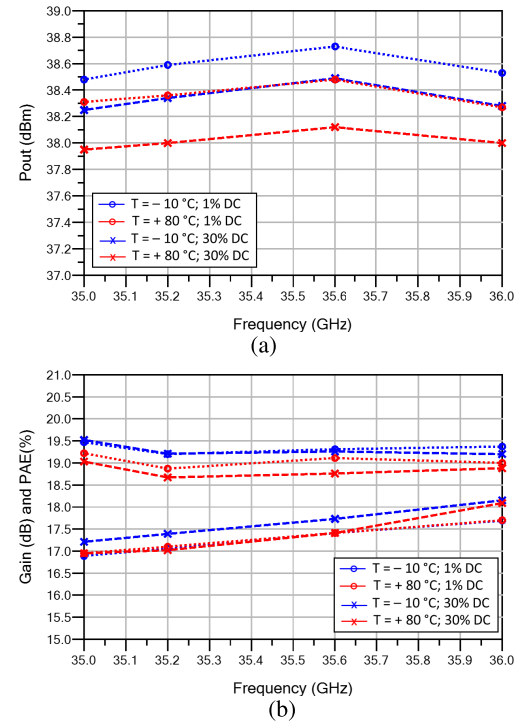 39.0
38.8
38.6
38.4
38.2
38.0
37.8
37.6
37.4
37.2
37.0
Pout (dBm)
T = – 10 °C; 1% DC
T = + 80 °C; 1% DC
T = – 10 °C; 30% DC
T = + 80 °C; 30% DC
35.0 35.1 35.2 35.3 35.4 35.5 35.6 35.7 35.8 35.9 36.0
Frequency (GHz)
(a)
21.0
20.5
20.0
19.5
19.0
18.5
18.0
17.5
17.0
16.5
16.0
15.5
15.0
Gain (dB) and PAE(%)
T = – 10 °C; 1% DC
T = + 80 °C; 1% DC
T = – 10 °C; 30% DC
T = + 80 °C; 30% DC
35.0 35.1 35.2 35.3 35.4 35.5 35.6 35.7 35.8 35.9 36.0
Frequency (GHz)
(b)